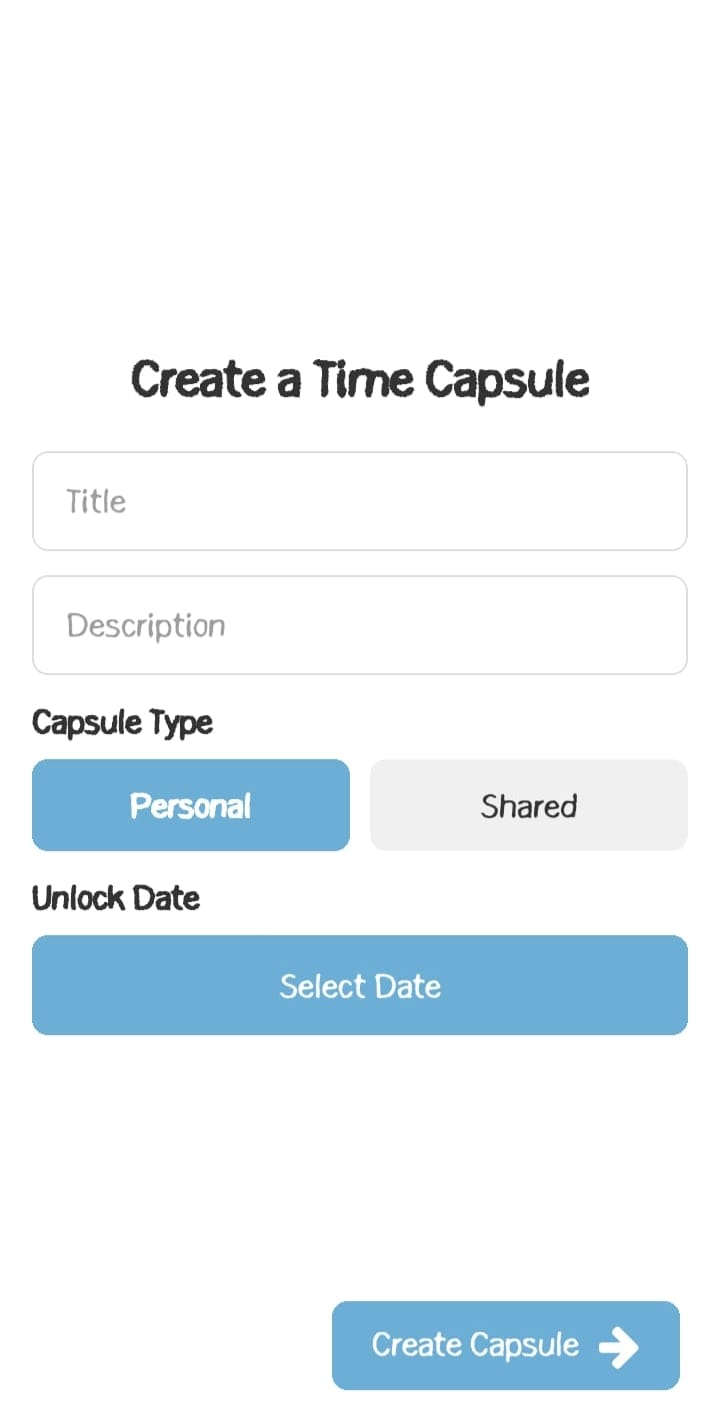 Create a Time Capsule
Title
Description
Capsule Type
Personal
Shared
Unlock Date
Select Date
Create Capsule